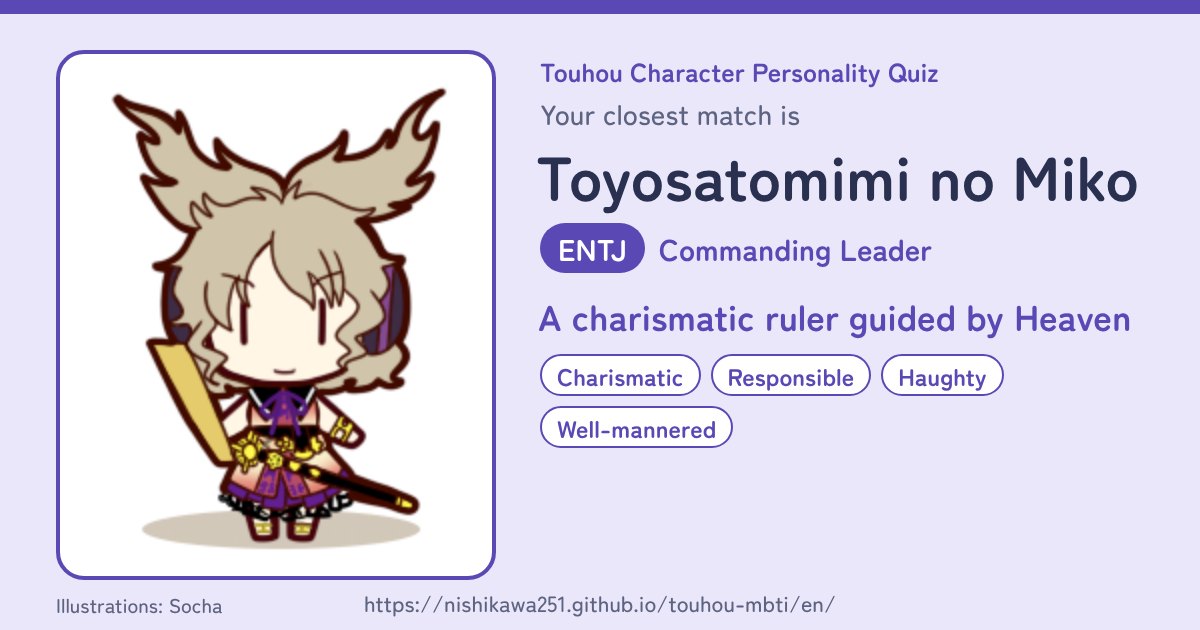 Touhou Character Personality Quiz
Your closest match is
Toyosatomimi no Miko
ENTJ Commanding Leader
A charismatic ruler guided by Heaven
Charismatic Responsible Haughty
Well-mannered
Illustrations: Socha https://nishikawa251.github.io/touhou-mbti/en/